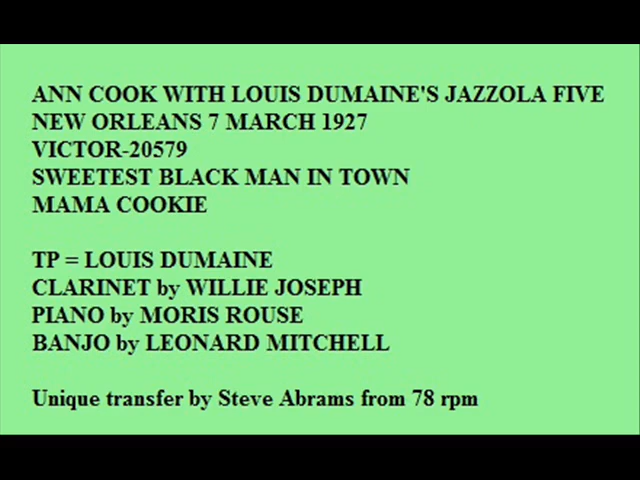 ANN COOK WITH LOUIS DUMAINE'S JAZZOLA FIVE
NEW ORLEANS 7 MARCH 1927
VICTOR-20579
SWEETEST BLACK MAN IN TOWN
MAMA COOKIE
TP = LOUIS DUMAINE
CLARINET by WILLIE JOSEPH
PIANO by MORIS ROUSE
BANJO by LEONARD MITCHELL
Unique transfer by Steve Abrams from 78 rpm